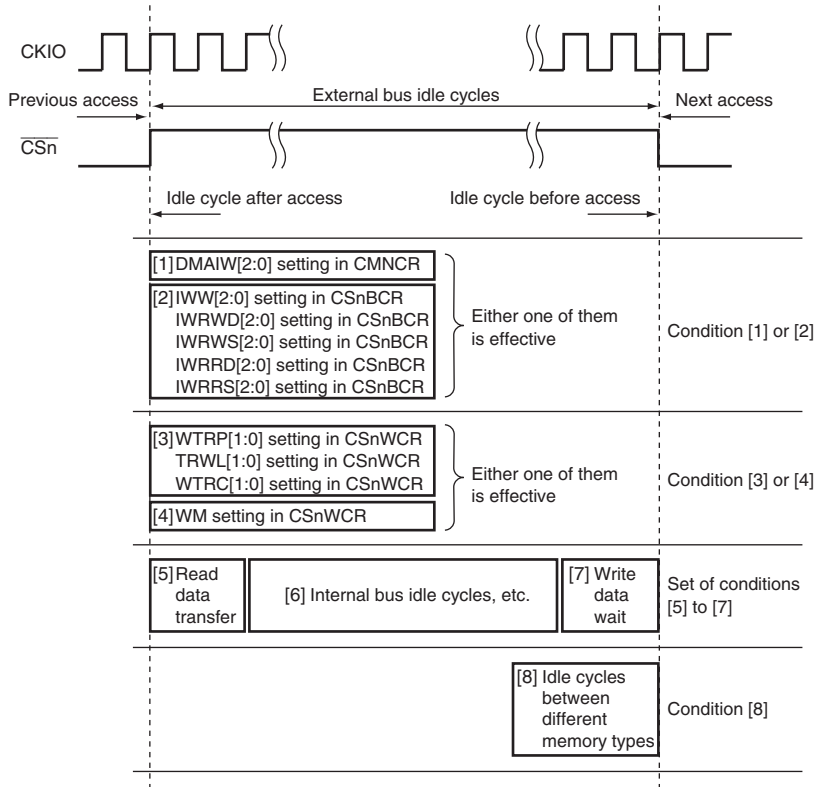 CKIO
Previous access
External bus idle cycles
Next access
CSn
Idle cycle after access
Idle cycle before access
[1] DMAIW[2:0] setting in CMNCR
[2] IWW[2:0] setting in CSnBCR
IWRWD[2:0] setting in CSnBCR
IWRWS[2:0] setting in CSnBCR
IWRRD[2:0] setting in CSnBCR
IWRRS[2:0] setting in CSnBCR
Either one of them
is effective
Condition [1] or [2]
[3] WTRP[1:0] setting in CSnWCR
TRWL[1:0] setting in CSnWCR
WTRC[1:0] setting in CSnWCR
[4] WM setting in CSnWCR
Either one of them
is effective
Condition [3] or [4]
[5] Read
data
transfer
[6] Internal bus idle cycles, etc.
[7] Write
data
wait
Set of conditions
[5] to [7]
[8] Idle cycles
between
different
memory types
Condition [8]